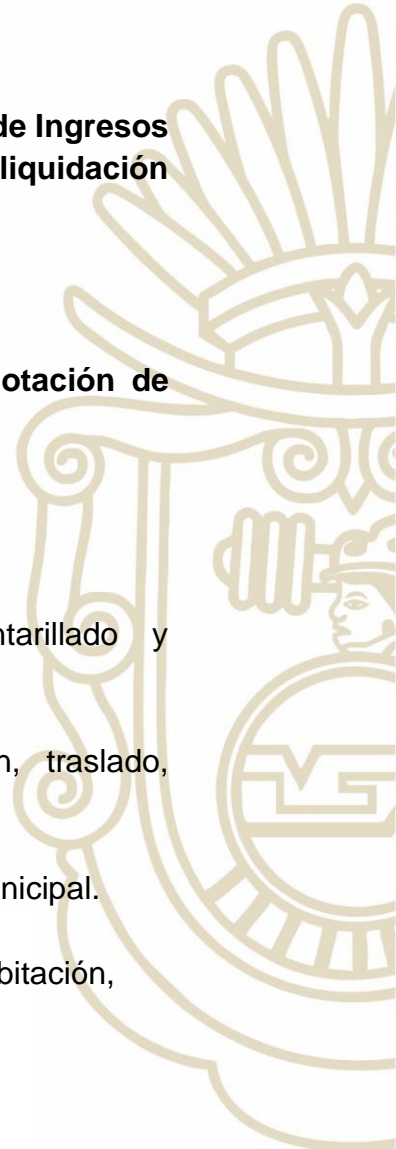 de Ingresos
liquidación
otación de
ntarillado y
n, traslado,
nicipal.
bitación,